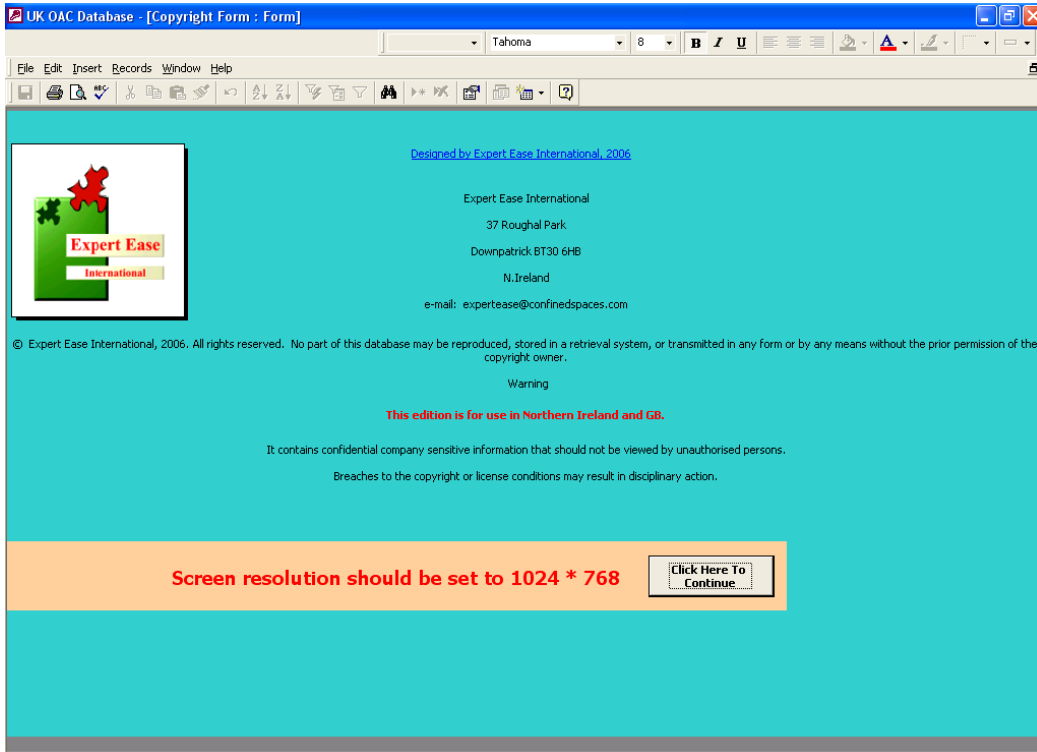 UK OAC Database - [Copyright Form : Form]
Tahoma 8 B I U A
File Edit Insert Records Window Help
Designed by Expert Ease International, 2006
Expert Ease
International
Expert Ease International
37 Roughal Park
Downpatrick BT30 6HB
N.Ireland
e-mail: expertease@confinedspaces.com
© Expert Ease International, 2006. All rights reserved. No part of this database may be reproduced, stored in a retrieval system, or transmitted in any form or by any means without the prior permission of the
copyright owner.
Warning
This edition is for use in Northern Ireland and GB.
It contains confidential company sensitive information that should not be viewed by unauthorised persons.
Breaches to the copyright or license conditions may result in disciplinary action.
Screen resolution should be set to 1024 * 768
Click Here To
Continue